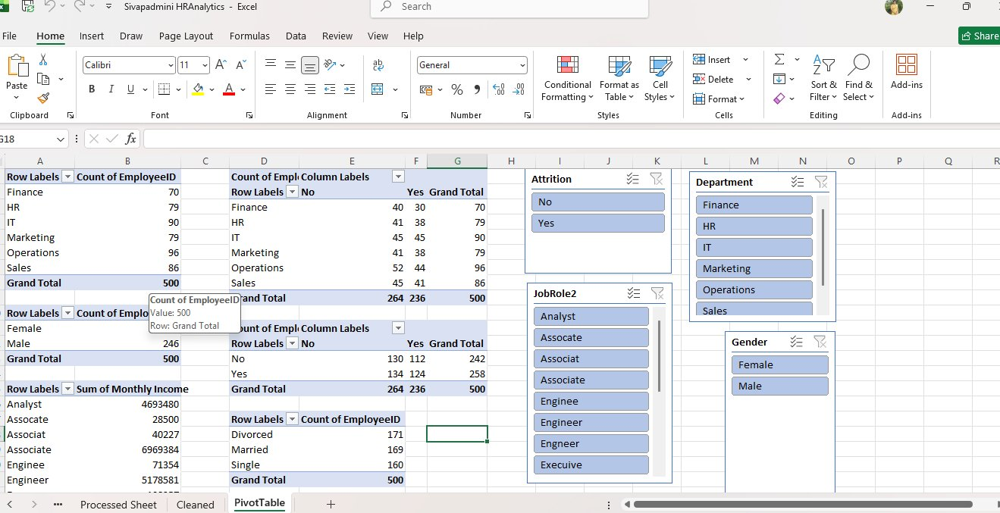 Sivapadmini HRAnalytics - Excel
Search
File Home Insert Draw Page Layout Formulas Data Review View Help
Share
Paste
Calibri 11
B I U
General
Conditional Formatting
Format as Table
Cell Styles
Insert
Delete
Format
Sort & Filter
Find & Select
Add-ins
Clipboard Font Alignment Number Styles Cells Editing Add-ins
G18 fx
A B C D E F G H I J K L M N O P Q R
Row Labels Count of EmployeeID
Finance 70
HR 79
IT 90
Marketing 79
Operations 96
Sales 86
Grand Total 500
Row Labels Count of Emplo
Female
Male 246
Grand Total 500
Row Labels Sum of Monthly Income
Analyst 4693480
Assocate 28500
Associat 40227
Associate 6969384
Enginee 71354
Engineer 5178581
Count of EmployeeID
Value: 500
Row: Grand Total
Count of Emplo Column Labels
Row Labels No Yes Grand Total
Finance 40 30 70
HR 41 38 79
IT 45 45 90
Marketing 41 38 79
Operations 52 44 96
Sales 45 41 86
Grand Total 264 236 500
Count of Emplo Column Labels
Row Labels No Yes Grand Total
No 130 112 242
Yes 134 124 258
Grand Total 264 236 500
Row Labels Count of EmployeeID
Divorced 171
Married 169
Single 160
Grand Total 500
Attrition
No
Yes
JobRole2
Analyst
Assocate
Associat
Associate
Enginee
Engineer
Engneer
Execuive
Department
Finance
HR
IT
Marketing
Operations
Sales
Gender
Female
Male
Processed Sheet Cleaned PivotTable